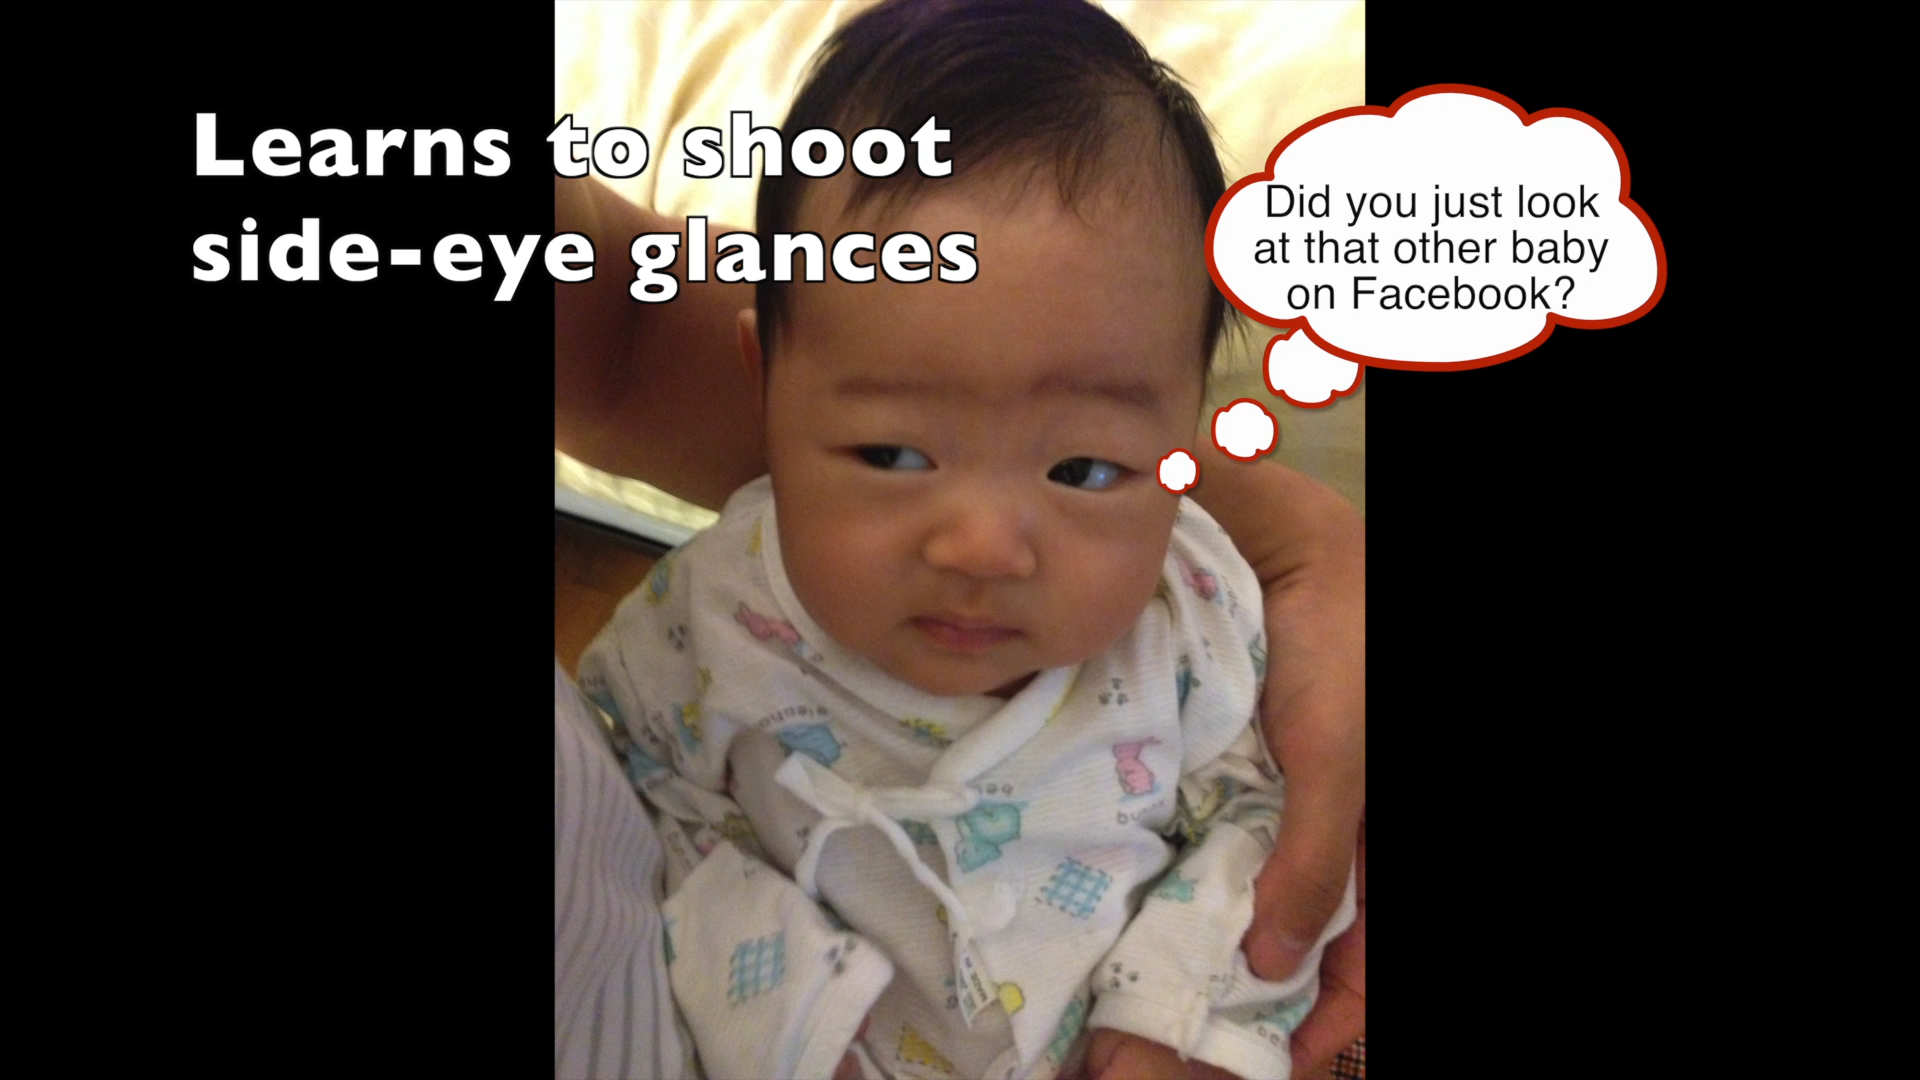 Learns to shoot
side-eye glances
Did you just look
at that other baby
on Facebook?